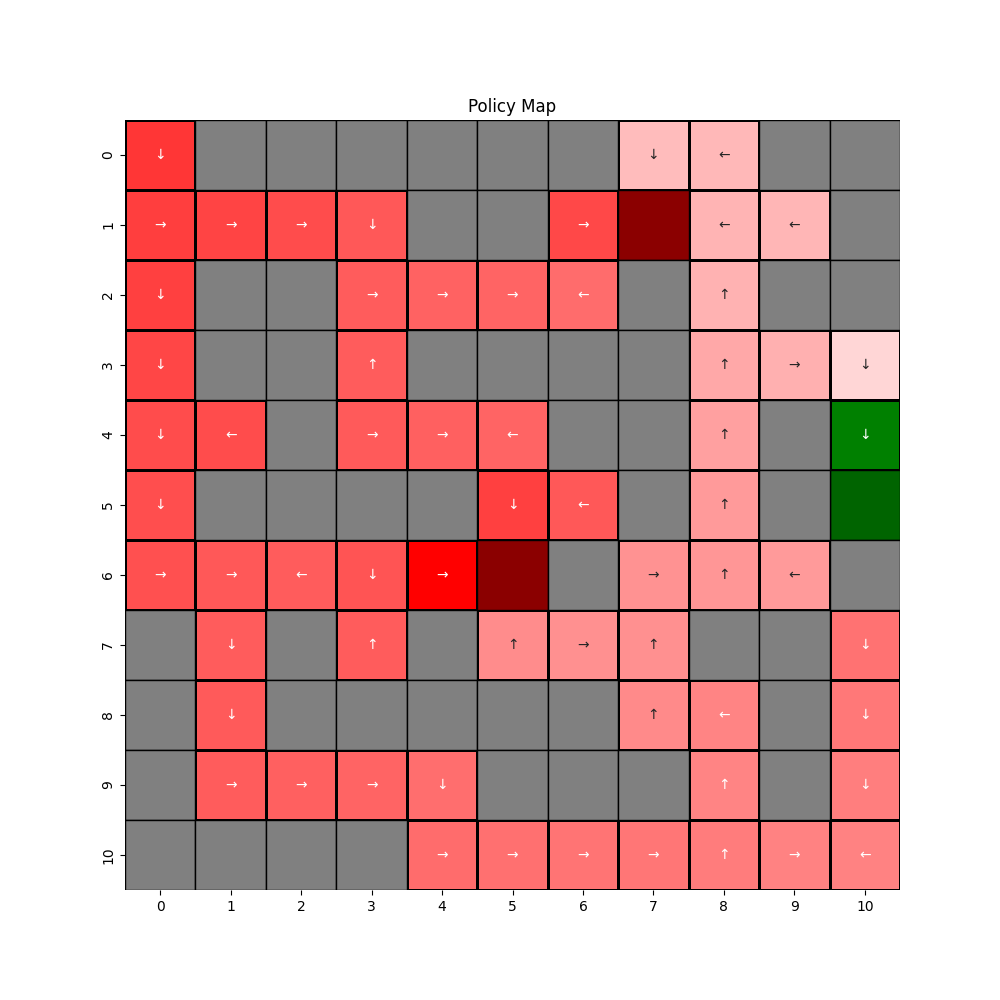 Policy Map
0 ↓ ↓ ←
1 → → → ↓ → ← ←
2 ↓ → → → ← ↑
3 ↓ ↑ ↑ → ↓
4 ↓ ← → → ← ↑ ↓
5 ↓ ↓ ← ↑
6 → → ← ↓ → → ↑ ←
7 ↓ ↑ ↑ → ↑ ↓
8 ↓ ↑ ← ↓
9 → → → ↓ ↑ ↓
10 → → → → ↑ → ←
0 1 2 3 4 5 6 7 8 9 10